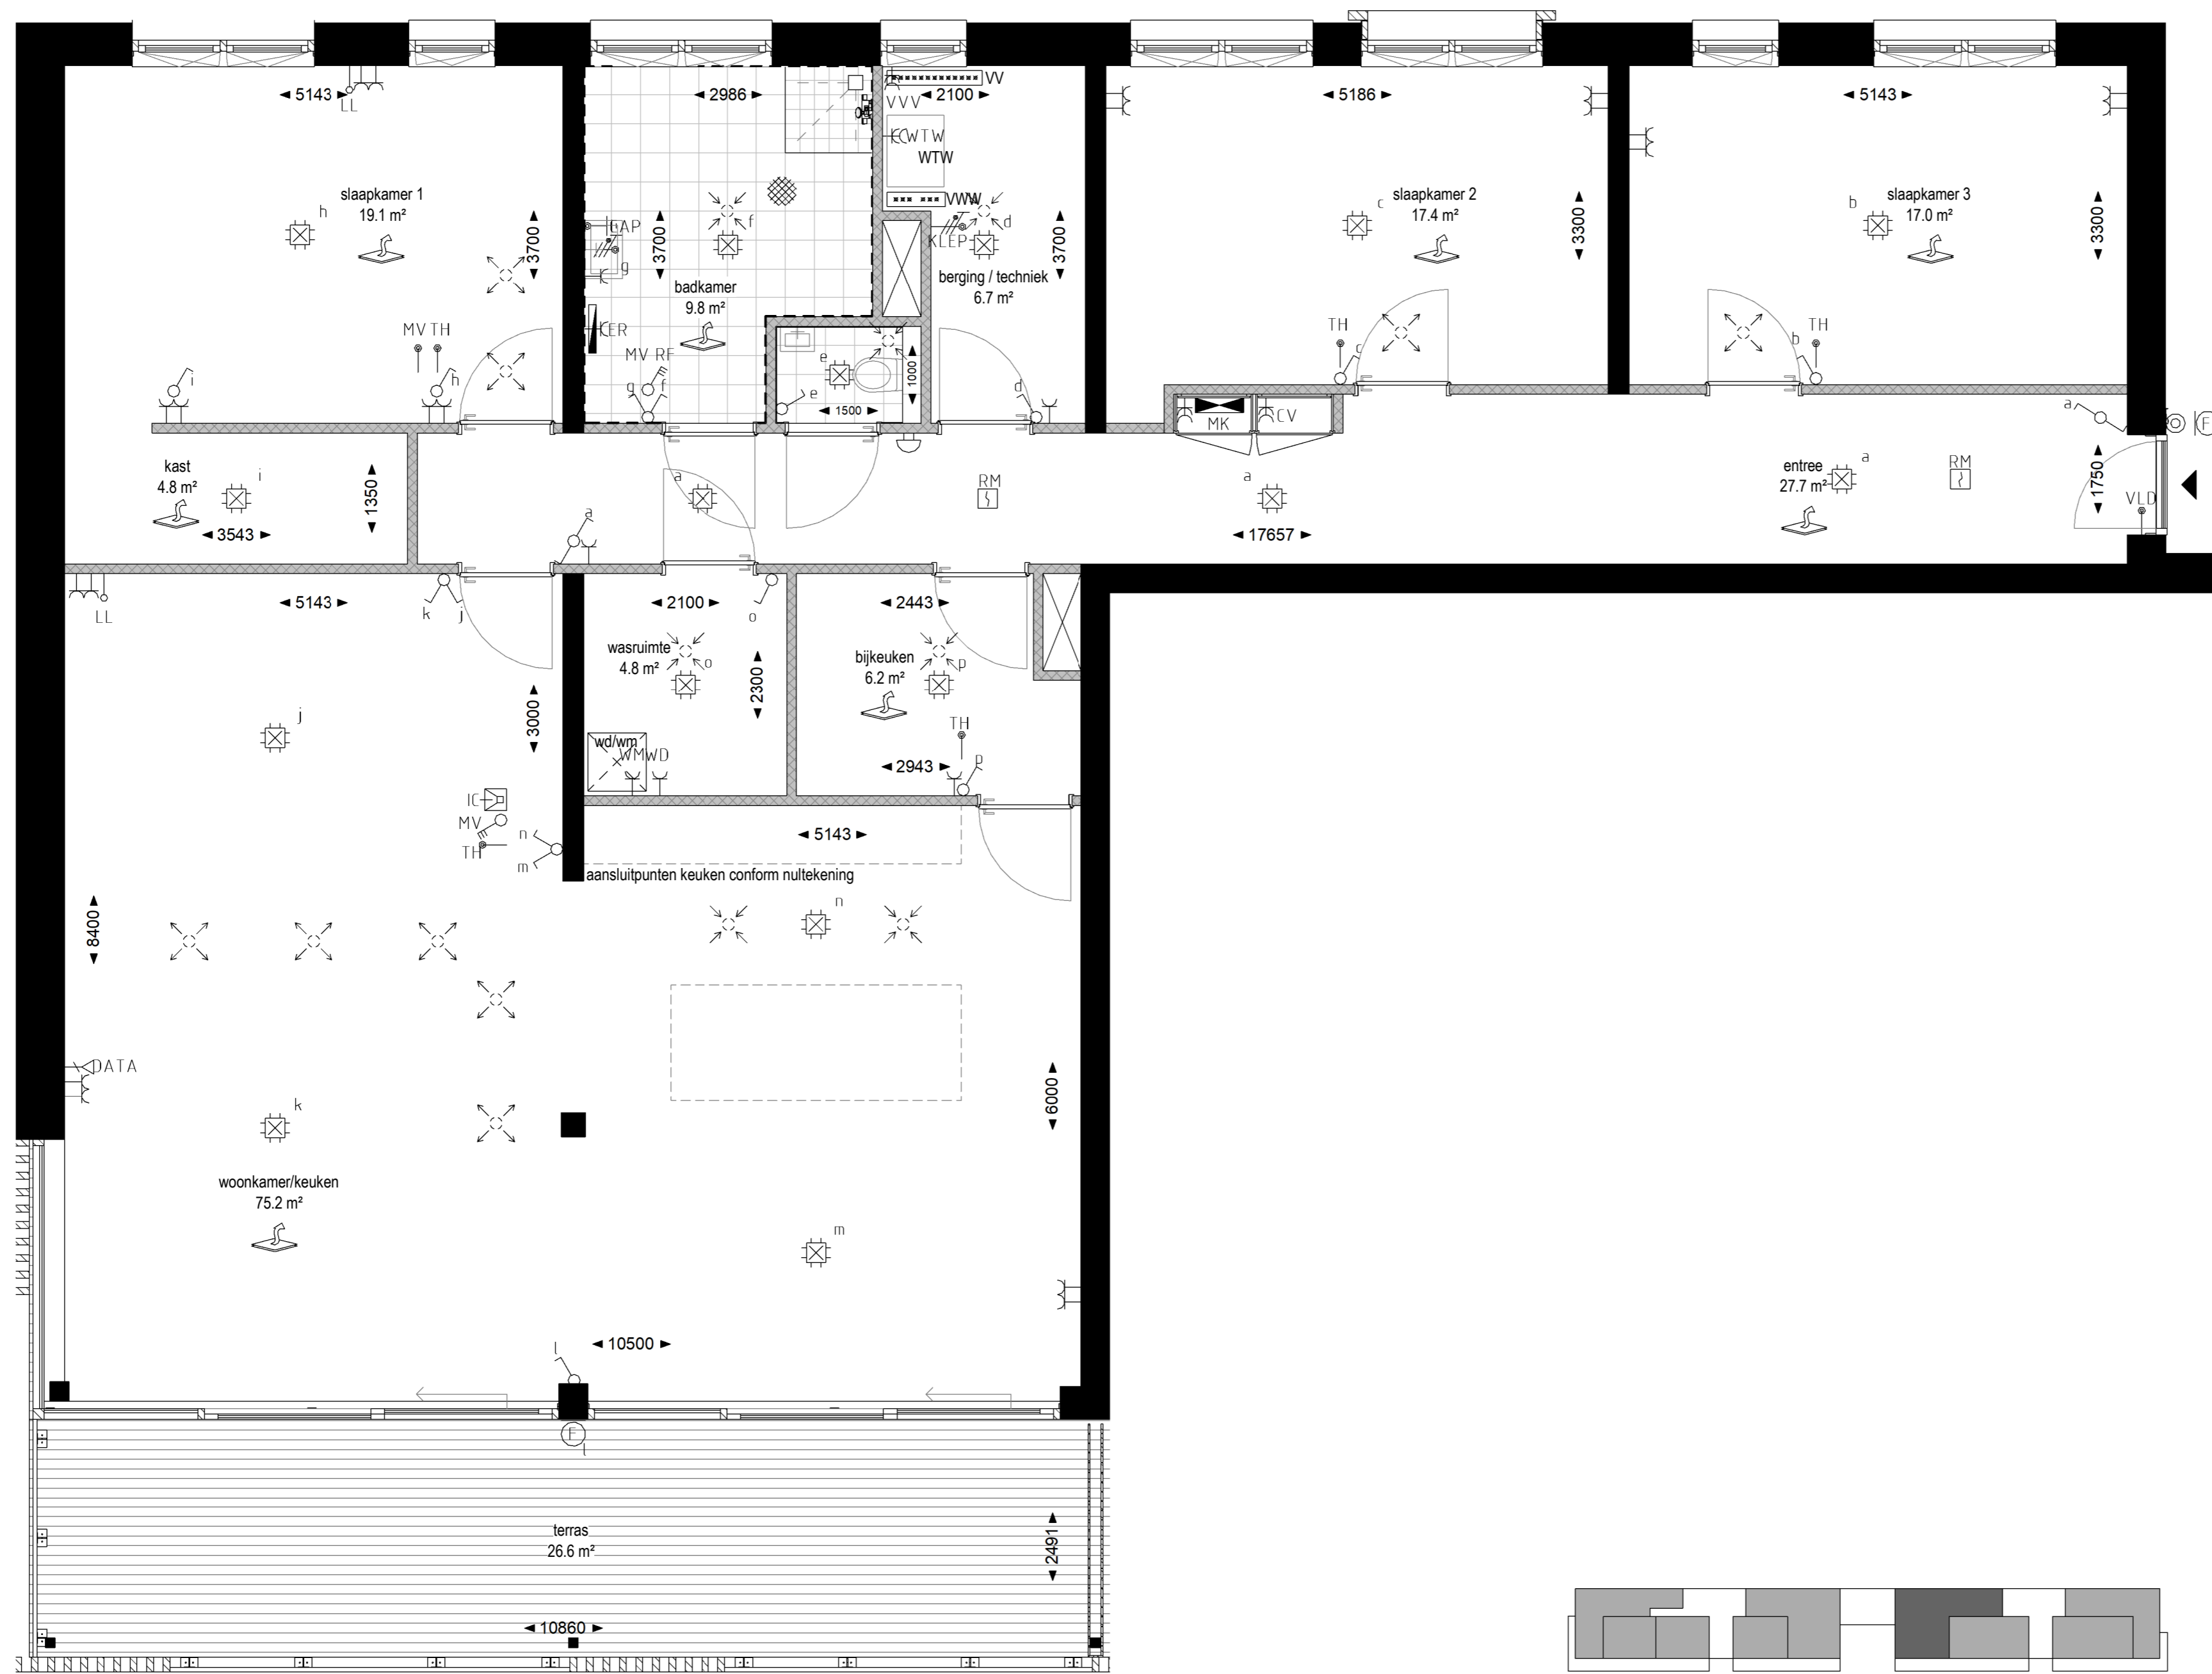 5143
LL
2986
VV
VVV
2100
5186
5143
WTW
WTW
VWW
slaapkamer 1
19.1 m²
h
3700
LAP
g
3700
f
d
KLEP
3700
berging / techniek
6.7 m²
c
slaapkamer 2
17.4 m²
3300
b
slaapkamer 3
17.0 m²
3300
badkamer
9.8 m²
ER
MV TH
MV RF
i
h
g
f
e
e
1000
1500
d
TH
c
TH
b
MK
CV
a
F
kast
4.8 m²
i
1350
3543
a
a
RM
a
17657
entree
27.7 m²
a
RM
1750
VLD
LL
5143
k
j
2100
o
2443
wasruimte
4.8 m²
o
2300
bijkeuken
6.2 m²
p
3000
j
TH
p
wd/wm
WMWD
2943
IC
MV
TH
n
m
5143
aansluitpunten keuken conform nultekening
n
8400
DATA
k
6000
woonkamer/keuken
75.2 m²
m
10500
l
F
l
terras
26.6 m²
2491
10860